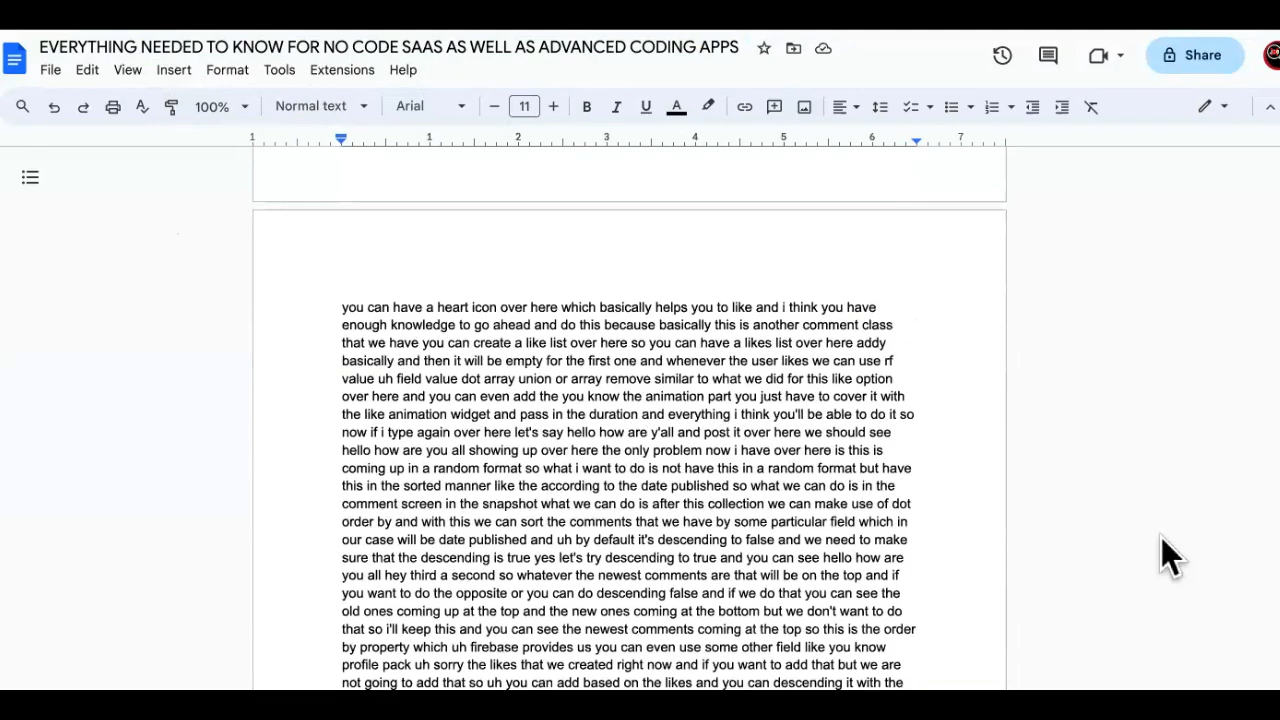 EVERYTHING NEEDED TO KNOW FOR NO CODE SAAS AS WELL AS ADVANCED CODING APPS
File Edit View Insert Format Tools Extensions Help
Share
100% Normal text Arial 11 B I U A
1 1 2 3 4 5 6 7
you can have a heart icon over here which basically helps you to like and i think you have
enough knowledge to go ahead and do this because basically this is another comment class
that we have you can create a like list over here so you can have a likes list over here addy
basically and then it will be empty for the first one and whenever the user likes we can use rf
value uh field value dot array union or array remove similar to what we did for this like option
over here and you can even add the you know the animation part you just have to cover it with
the like animation widget and pass in the duration and everything i think you'll be able to do it so
now if i type again over here let's say hello how are y'all and post it over here we should see
hello how are you all showing up over here the only problem now i have over here is this is
coming up in a random format so what i want to do is not have this in a random format but have
this in the sorted manner like the according to the date published so what we can do is in the
comment screen in the snapshot what we can do is after this collection we can make use of dot
order by and with this we can sort the comments that we have by some particular field which in
our case will be date published and uh by default it's descending to false and we need to make
sure that the descending is true yes let's try descending to true and you can see hello how are
you all hey third a second so whatever the newest comments are that will be on the top and if
you want to do the opposite or you can do descending false and if we do that you can see the
old ones coming up at the top and the new ones coming at the bottom but we don't want to do
that so i'll keep this and you can see the newest comments coming at the top so this is the order
by property which uh firebase provides us you can even use some other field like you know
profile pack uh sorry the likes that we created right now and if you want to add that but we are
not going to add that so uh you can add based on the likes and you can descending it with the